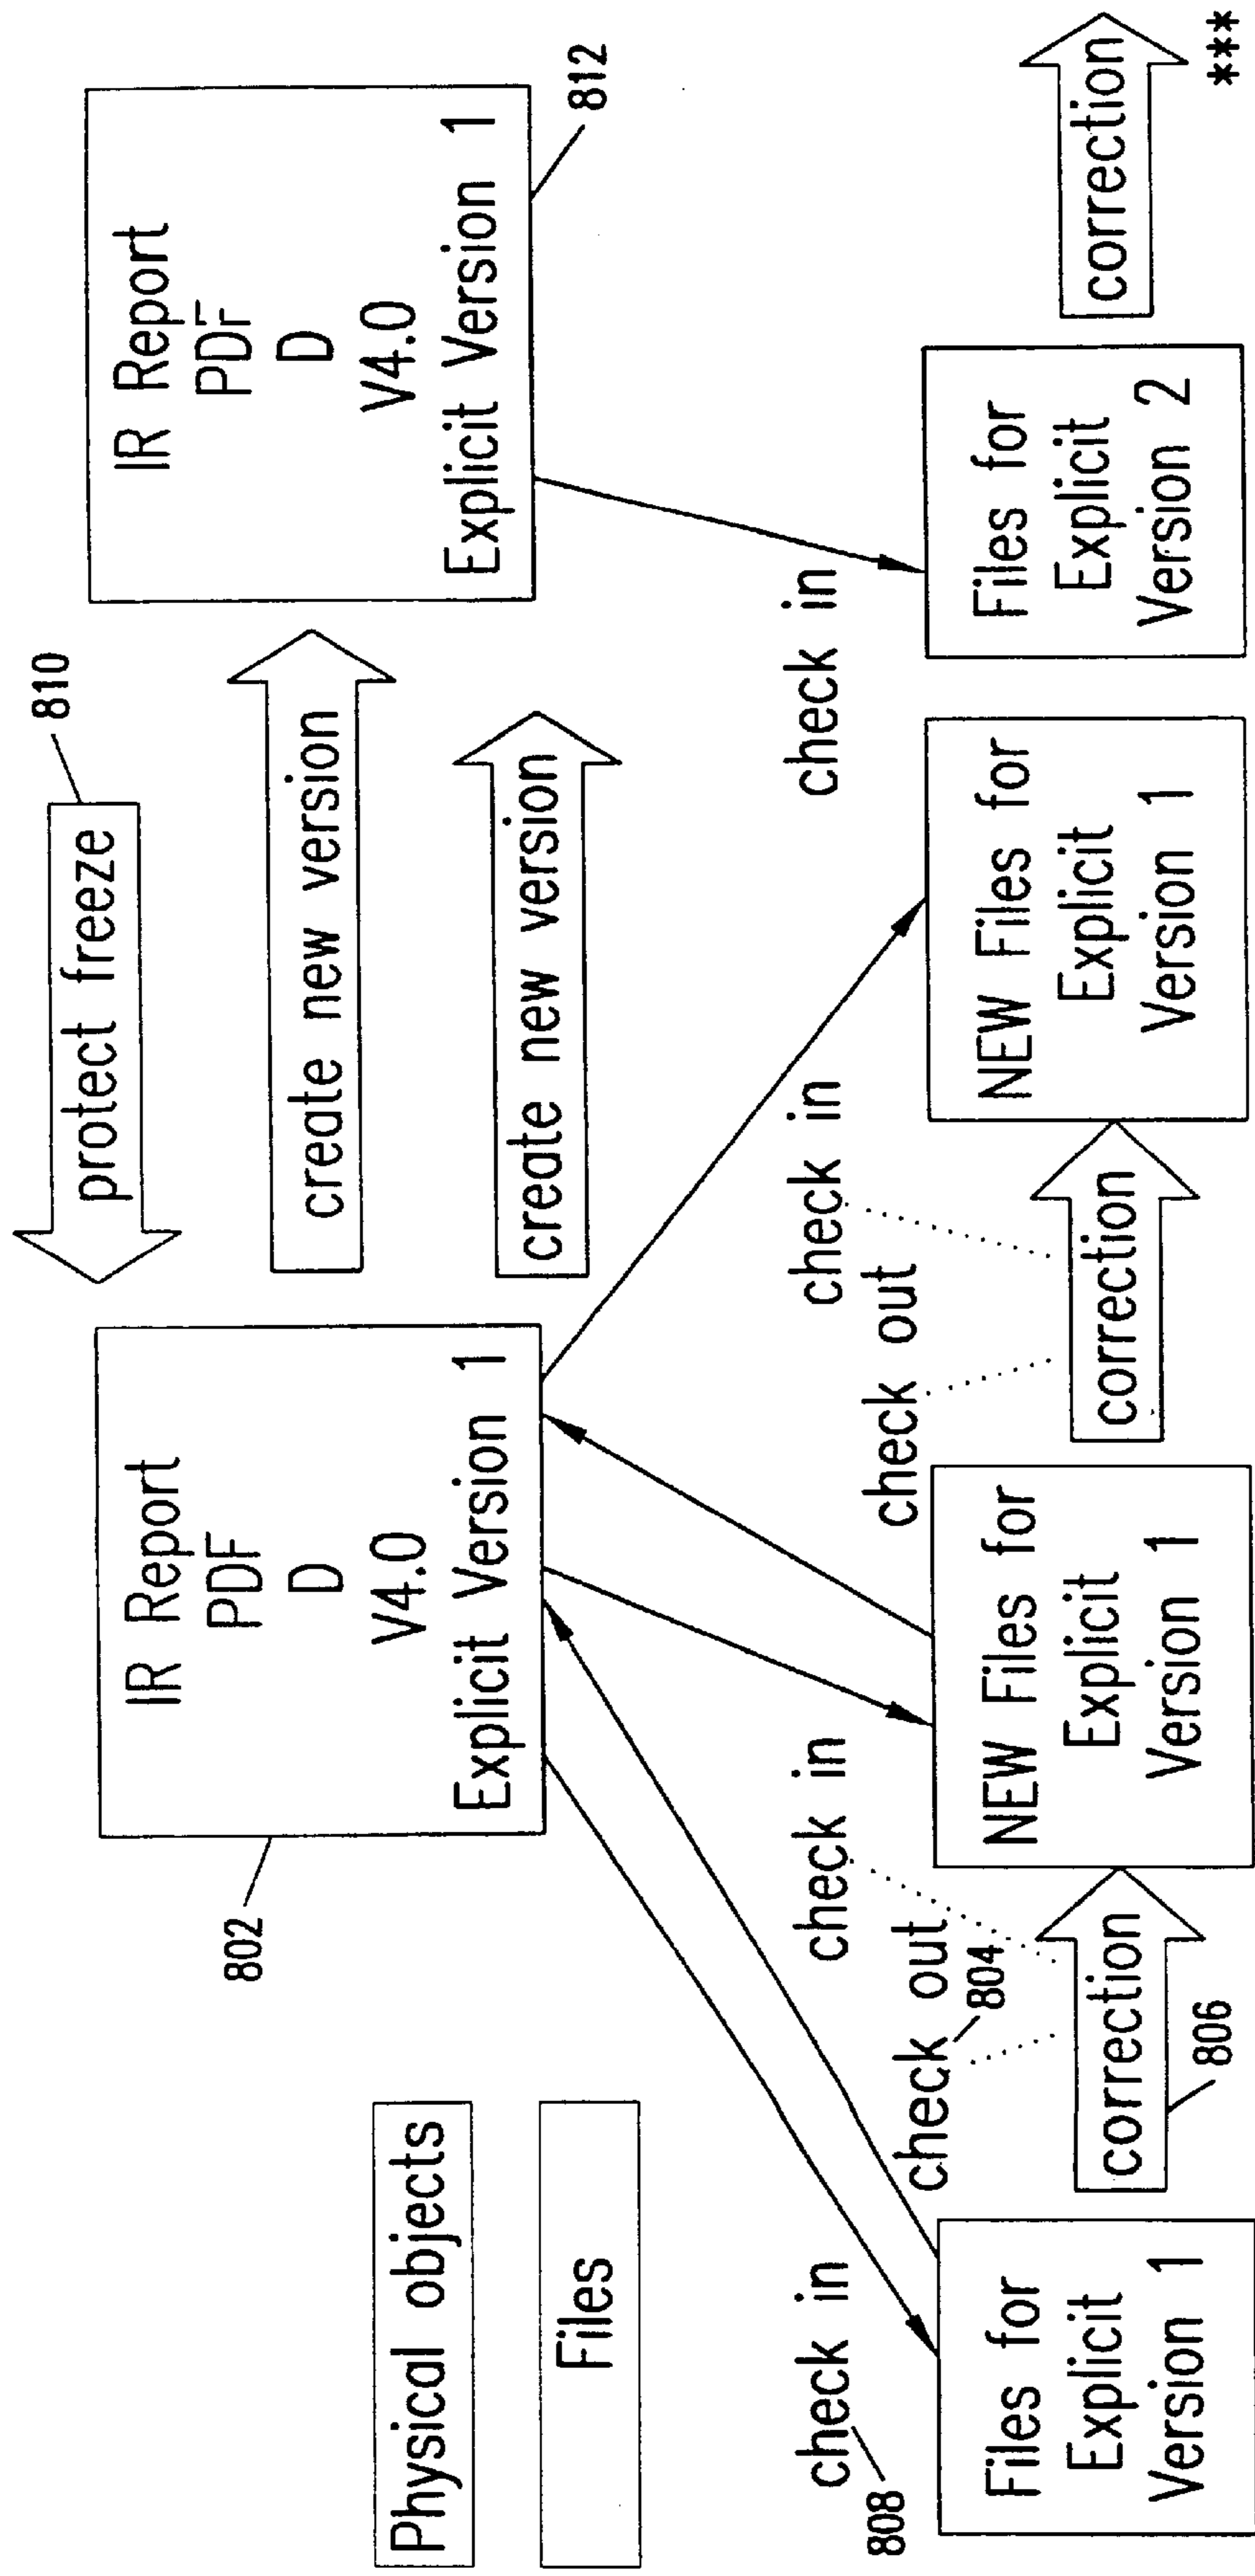 810
protect freeze
create new version
create new version
802
IR Report
PDF
D
V4.0
Explicit Version 1
IR Report
PDF
D
V4.0
Explicit Version 1
812
Physical objects
Files
check in
808
check out
804
check in
check out
check in
check in
Files for
Explicit
Version 1
correction
806
NEW Files for
Explicit
Version 1
correction
NEW Files for
Explicit
Version 1
Files for
Explicit
Version 2
correction
***